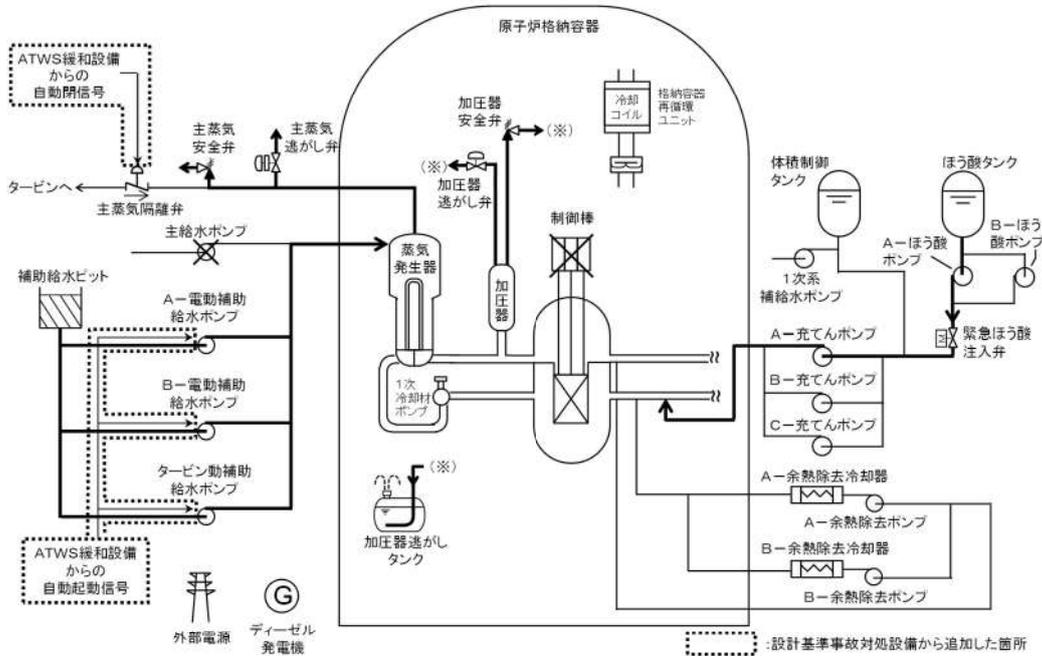 原子炉格納容器
ATWS緩和設備
からの
自動閉信号
主蒸気
安全弁
主蒸気
逃がし弁
タービンへ
主蒸気隔離弁
加圧器
安全弁
(※)
(※)
加圧器
逃がし弁
冷却
コイル
格納容器
再循環
ユニット
体積制御
タンク
ほう酸タンク
A-ほう酸
ポンプ
B-ほう
酸ポンプ
1次系
補給水ポンプ
緊急ほう酸
注入弁
M
主給水ポンプ
蒸気
発生器
加圧器
制御棒
補助給水ピット
A-電動補助
給水ポンプ
B-電動補助
給水ポンプ
タービン動補助
給水ポンプ
1次
冷却材
ポンプ
A-充てんポンプ
B-充てんポンプ
C-充てんポンプ
(※)
加圧器逃がし
タンク
A-余熱除去冷却器
A-余熱除去ポンプ
B-余熱除去冷却器
B-余熱除去ポンプ
ATWS緩和設備
からの
自動起動信号
外部電源
G
ディーゼル
発電機
:設計基準事故対処設備から追加した箇所